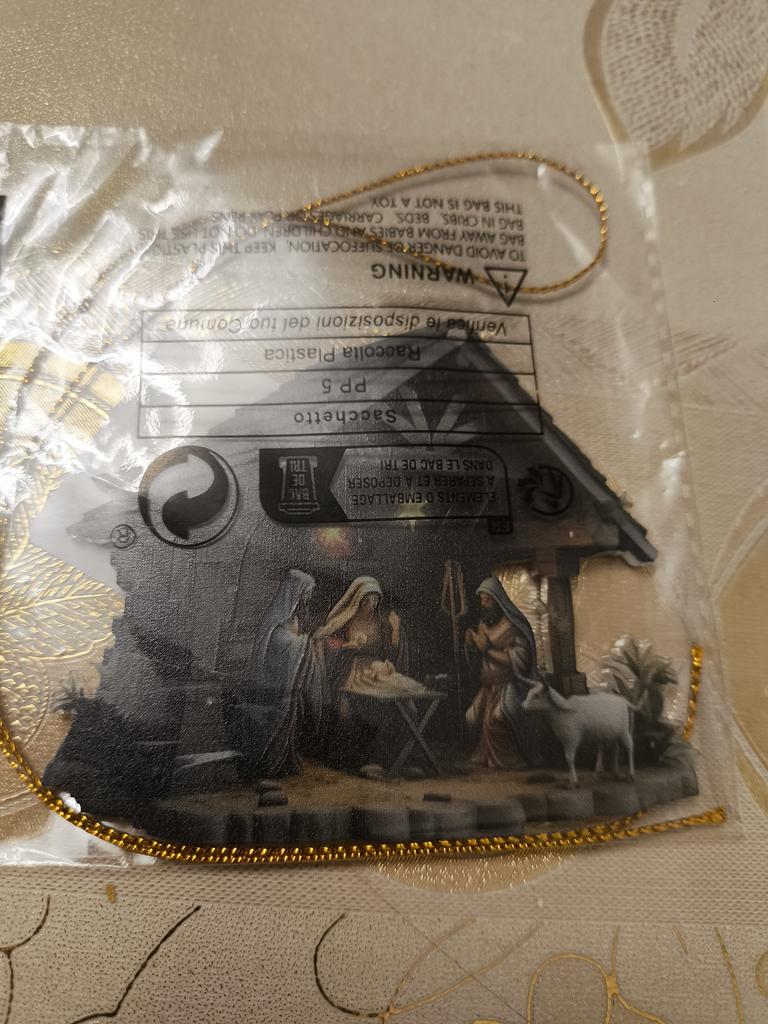 FR
ÉLÉMENTS D'EMBALLAGE
À SÉPARER ET À DÉPOSER
DANS LE BAC DE TRI
BAC
DE
TRI
®
Sacchetto
PP 5
Raccolta Plastica
Verifica le disposizioni del tuo Comune
WARNING
TO AVOID DANGER OF SUFFOCATION, KEEP THIS PLASTIC
BAG AWAY FROM BABIES AND CHILDREN. DO NOT USE THIS
BAG IN CRIBS, BEDS, CARRIAGES OR PLAY PENS.
THIS BAG IS NOT A TOY.